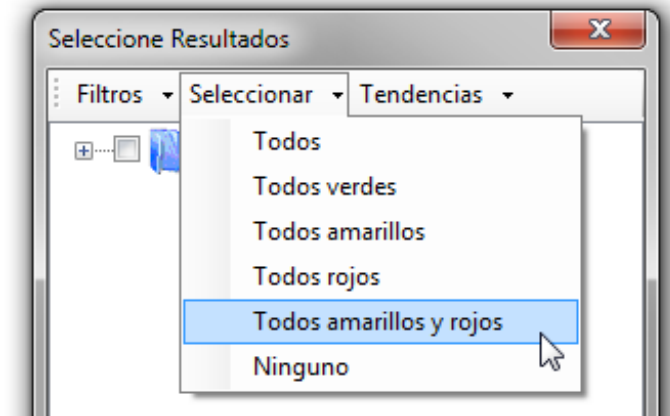 Seleccione Resultados
Filtros Seleccionar Tendencias
Todos
Todos verdes
Todos amarillos
Todos rojos
Todos amarillos y rojos
Ninguno